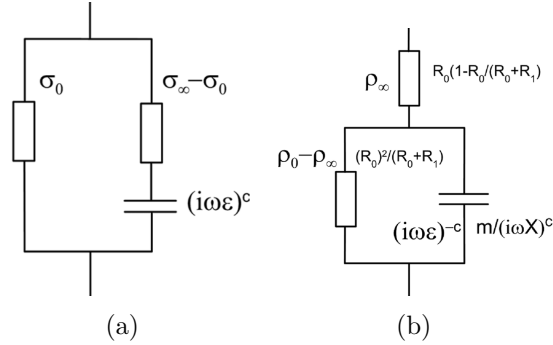 σ₀
σ∞−σ₀
(iωε)ᶜ
(a)
ρ∞
R₀(1-R₀/(R₀+R₁)
ρ₀−ρ∞
(R₀)²/(R₀+R₁)
(iωε)⁻ᶜ
m/(iωX)ᶜ
(b)